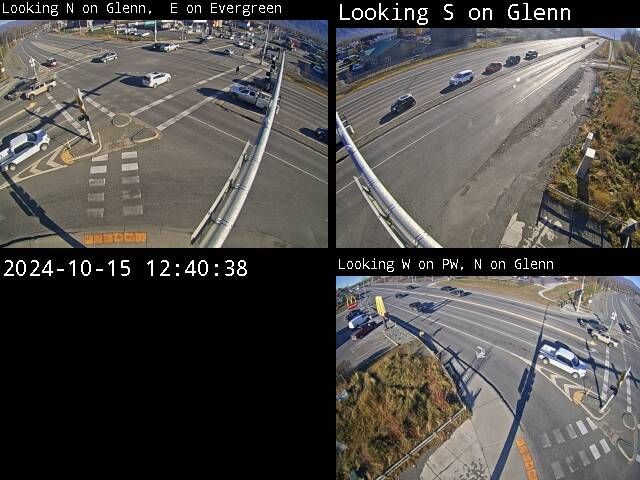 Looking N on Glenn,  E on Evergreen
Looking S on Glenn
2024-10-15 12:40:38
Looking W on PW, N on Glenn